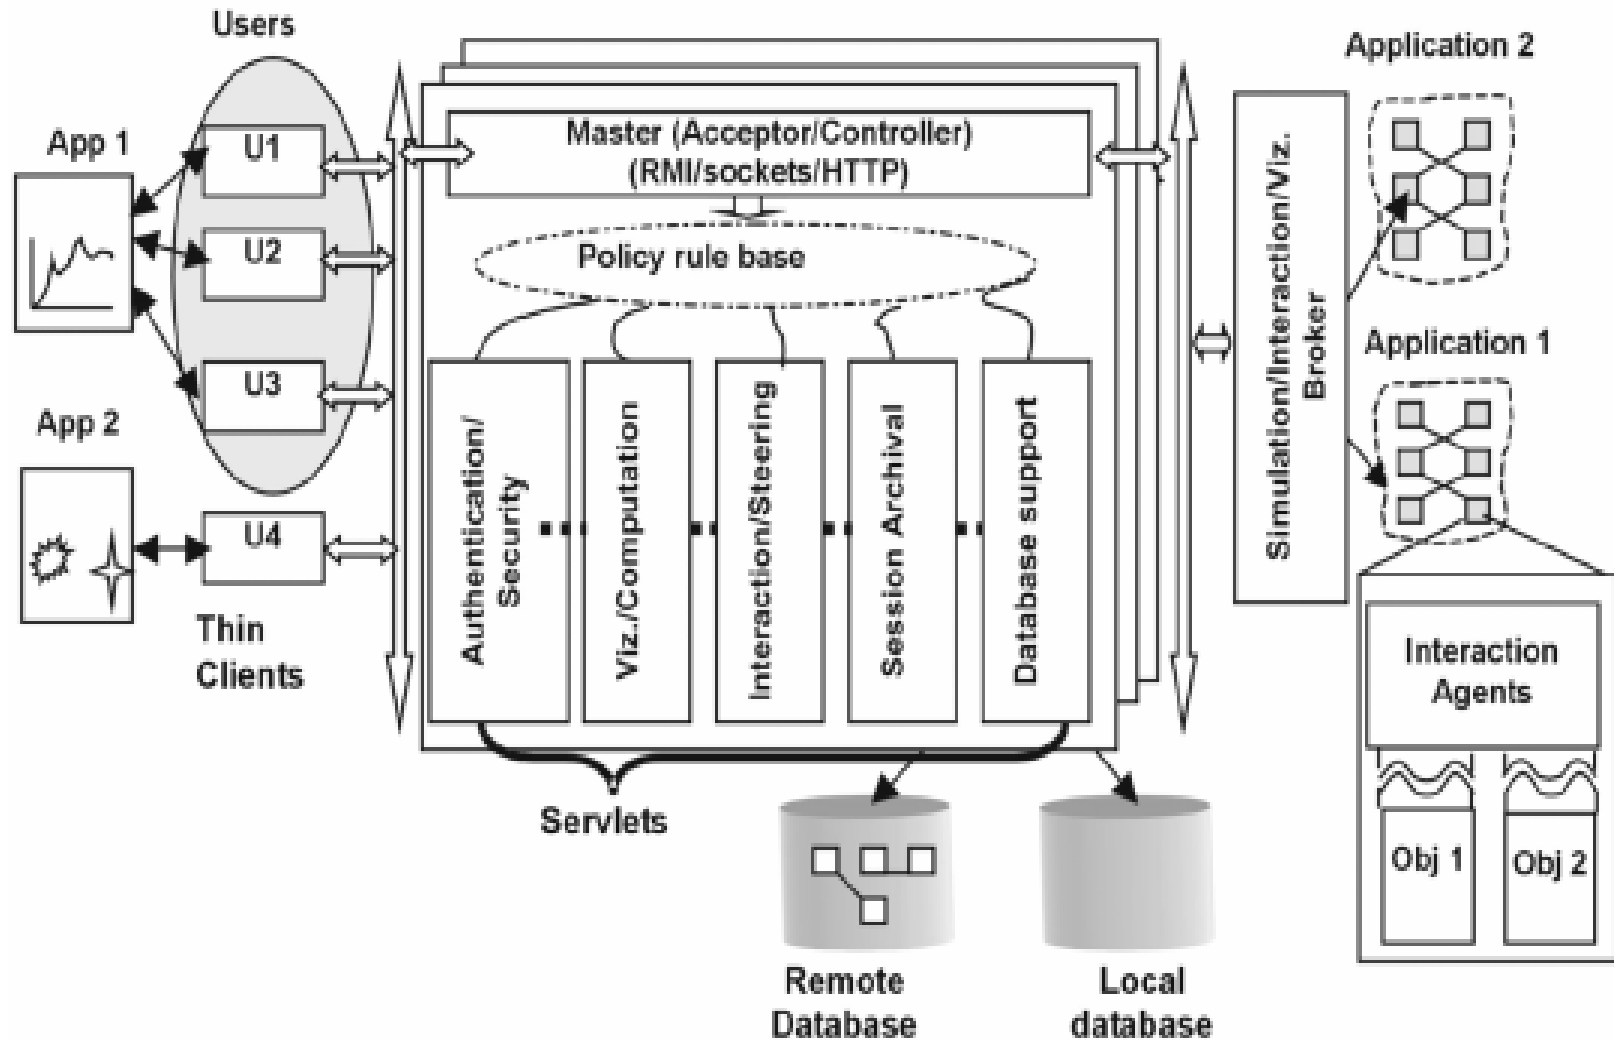 Users
Application 2
App 1
U1
Master (Acceptor/Controller)
(RMI/sockets/HTTP)
U2
Policy rule base
U3
App 2
U4
Thin
Clients
Authentication/
Security
Viz./Computation
Interaction/Steering
Session Archival
Database support
Simulation/Interaction/Viz.
Broker
Application 1
Interaction
Agents
Obj 1
Obj 2
Servlets
Remote
Database
Local
database